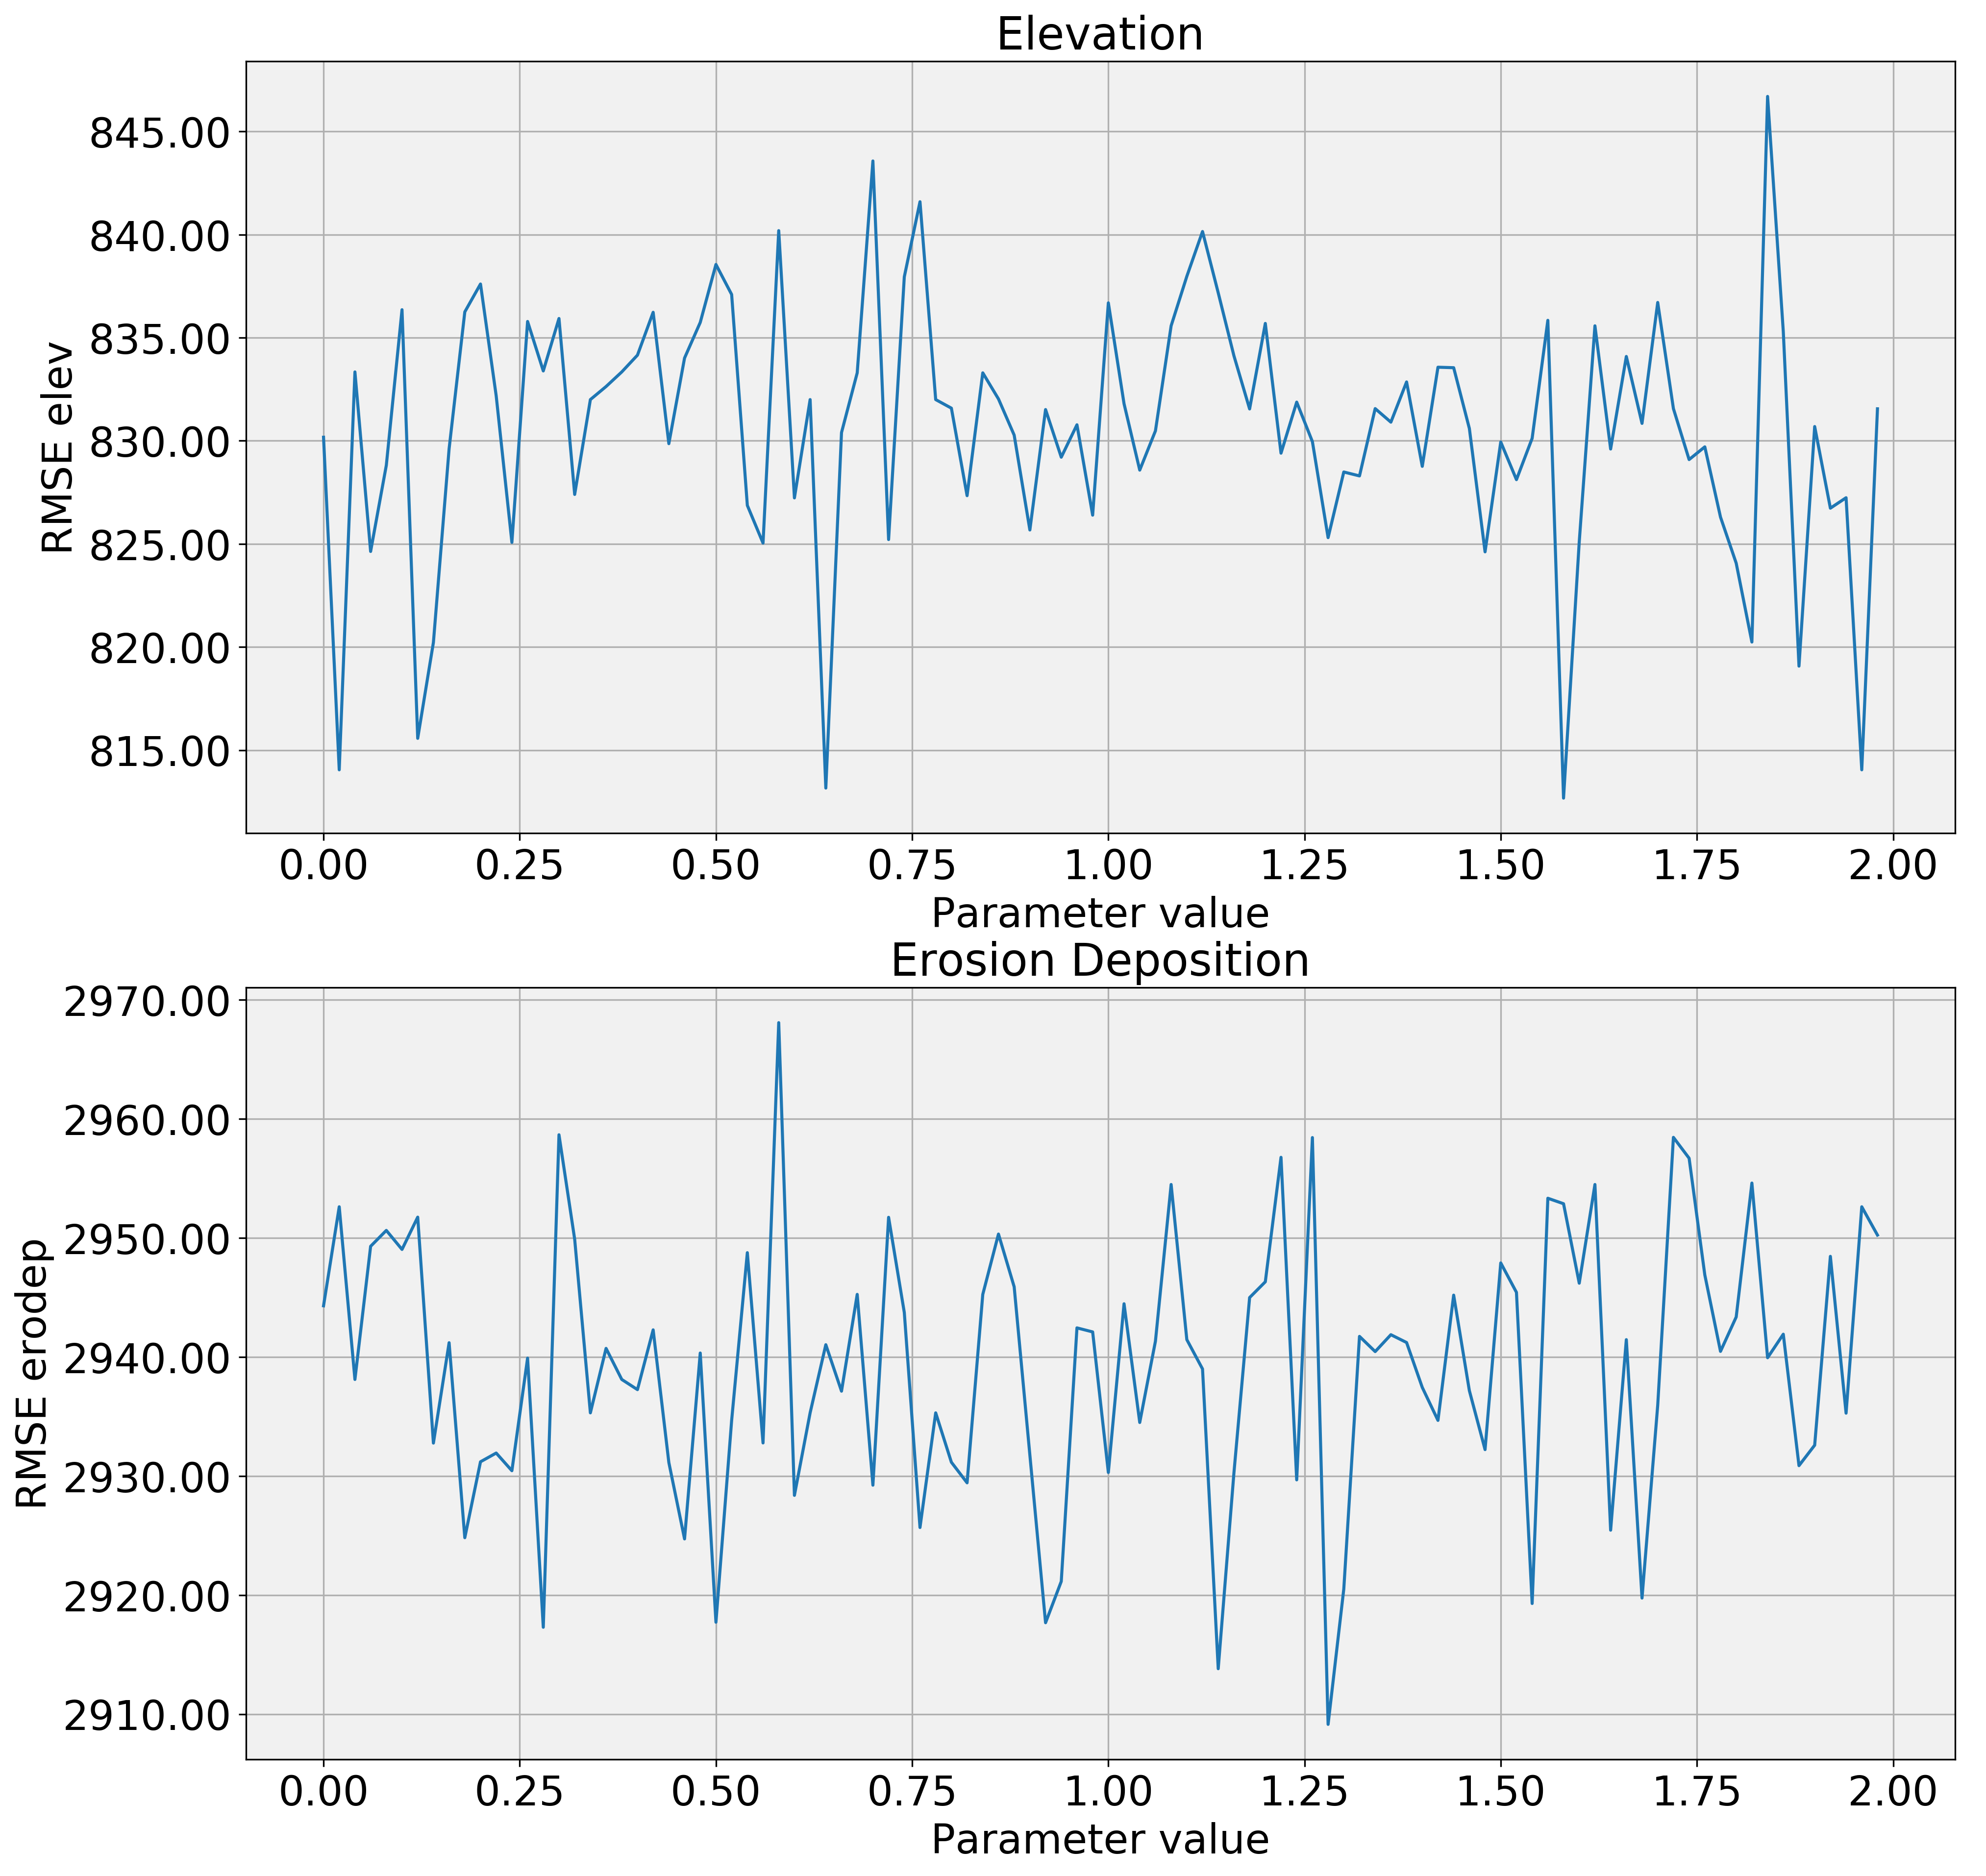 Elevation
RMSE elev
845.00
840.00
835.00
830.00
825.00
820.00
815.00
0.00 0.25 0.50 0.75 1.00 1.25 1.50 1.75 2.00
Parameter value
Erosion Deposition
RMSE erodep
2970.00
2960.00
2950.00
2940.00
2930.00
2920.00
2910.00
0.00 0.25 0.50 0.75 1.00 1.25 1.50 1.75 2.00
Parameter value